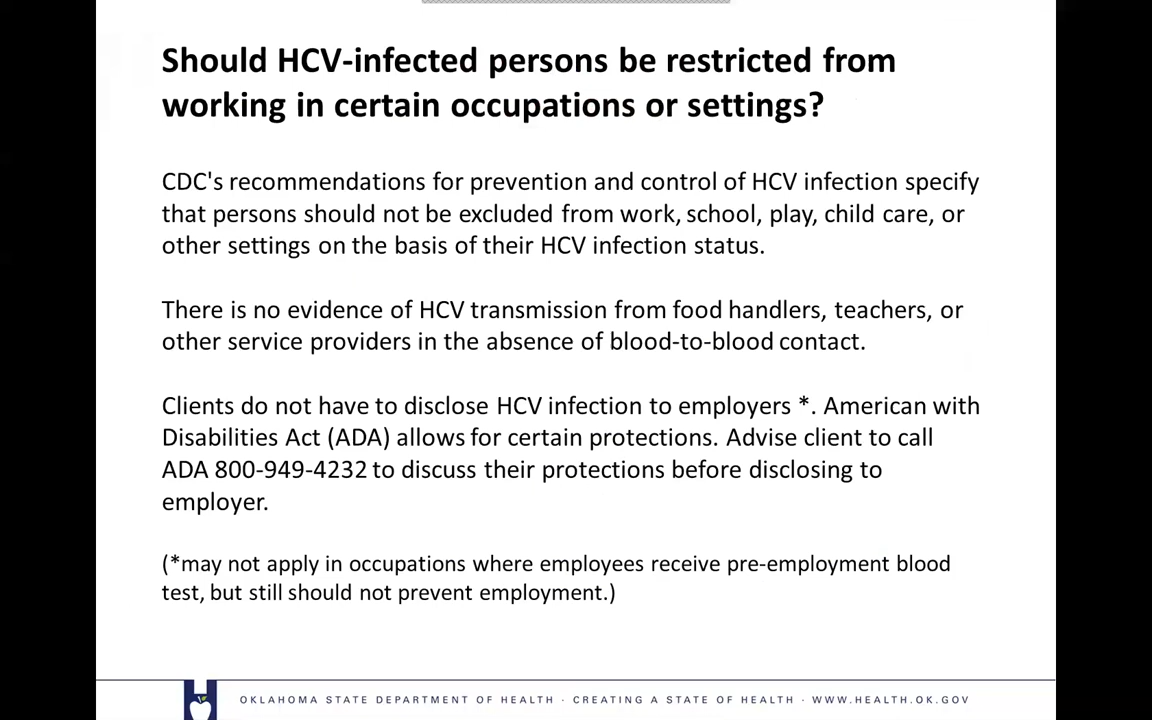 Should HCV-infected persons be restricted from
working in certain occupations or settings?
CDC's recommendations for prevention and control of HCV infection specify
that persons should not be excluded from work, school, play, child care, or
other settings on the basis of their HCV infection status.
There is no evidence of HCV transmission from food handlers, teachers, or
other service providers in the absence of blood-to-blood contact.
Clients do not have to disclose HCV infection to employers *. American with
Disabilities Act (ADA) allows for certain protections. Advise client to call
ADA 800-949-4232 to discuss their protections before disclosing to
employer.
(*may not apply in occupations where employees receive pre-employment blood
test, but still should not prevent employment.)
OKLAHOMA STATE DEPARTMENT OF HEALTH · CREATING A STATE OF HEALTH · WWW.HEALTH.OK.GOV